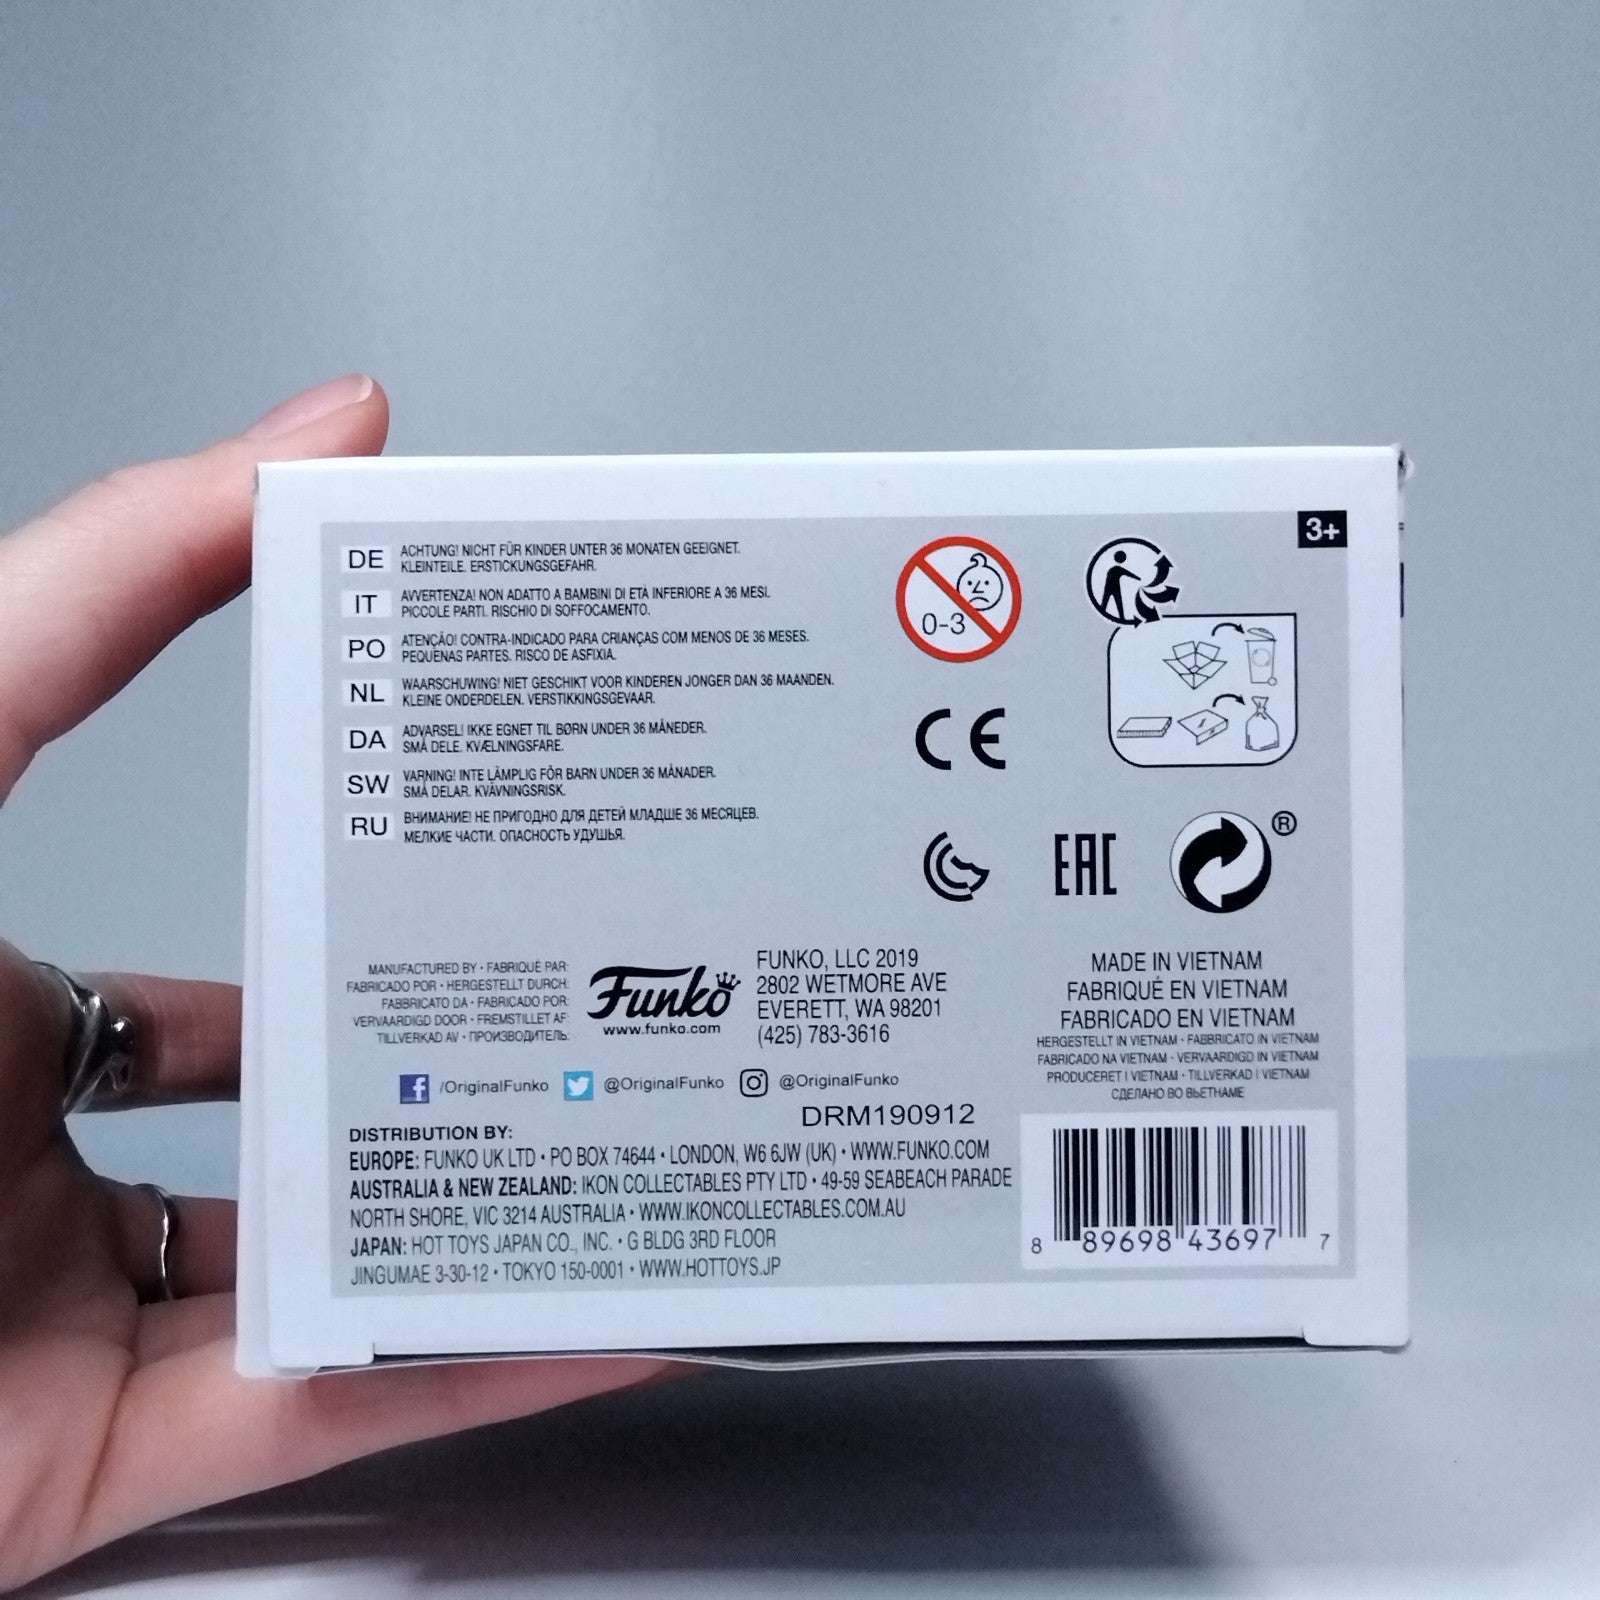 3+
DE ACHTUNG! NICHT FÜR KINDER UNTER 36 MONATEN GEEIGNET.
KLEINTEILE. ERSTICKUNGSGEFAHR.
IT AVVERTENZA! NON ADATTO A BAMBINI DI ETÀ INFERIORE A 36 MESI.
PICCOLE PARTI. RISCHIO DI SOFFOCAMENTO.
PO ATENÇÃO! CONTRA-INDICADO PARA CRIANÇAS COM MENOS DE 36 MESES.
PEQUENAS PARTES. RISCO DE ASFIXIA.
NL WAARSCHUWING! NIET GESCHIKT VOOR KINDEREN JONGER DAN 36 MAANDEN.
KLEINE ONDERDELEN. VERSTIKKINGSGEVAAR.
DA ADVARSEL! IKKE EGNET TIL BØRN UNDER 36 MÅNEDER.
SMÅ DELE. KVÆLNINGSFARE.
SW VARNING! INTE LÄMPLIG FÖR BARN UNDER 36 MÅNADER.
SMÅ DELAR. KVÄVNINGSRISK.
RU ВНИМАНИЕ! НЕ ПРИГОДНО ДЛЯ ДЕТЕЙ МЛАДШЕ 36 МЕСЯЦЕВ.
МЕЛКИЕ ЧАСТИ. ОПАСНОСТЬ УДУШЬЯ.
0-3
CE
EAC
®
MANUFACTURED BY • FABRIQUÉ PAR:
FABRICADO POR • HERGESTELLT DURCH:
FABBRICATO DA • FABRICADO POR:
VERVAARDIGD DOOR • FREMSTILLET AF:
TILLVERKAD AV • ПРОИЗВОДИТЕЛЬ:
Funko
www.funko.com
FUNKO, LLC 2019
2802 WETMORE AVE
EVERETT, WA 98201
(425) 783-3616
MADE IN VIETNAM
FABRIQUÉ EN VIETNAM
FABRICADO EN VIETNAM
HERGESTELLT IN VIETNAM • FABBRICATO IN VIETNAM
FABRICADO NA VIETNAM • VERVAARDIGD IN VIETNAM
PRODUCERET I VIETNAM • TILLVERKAD I VIETNAM
СДЕЛАНО ВО ВЬЕТНАМЕ
/OriginalFunko @OriginalFunko @OriginalFunko
DRM190912
DISTRIBUTION BY:
EUROPE: FUNKO UK LTD • PO BOX 74644 • LONDON, W6 6JW (UK) • WWW.FUNKO.COM
AUSTRALIA & NEW ZEALAND: IKON COLLECTABLES PTY LTD • 49-59 SEABEACH PARADE
NORTH SHORE, VIC 3214 AUSTRALIA • WWW.IKONCOLLECTABLES.COM.AU
JAPAN: HOT TOYS JAPAN CO., INC. • G BLDG 3RD FLOOR
JINGUMAE 3-30-12 • TOKYO 150-0001 • WWW.HOTTOYS.JP
8 89698 43697 7